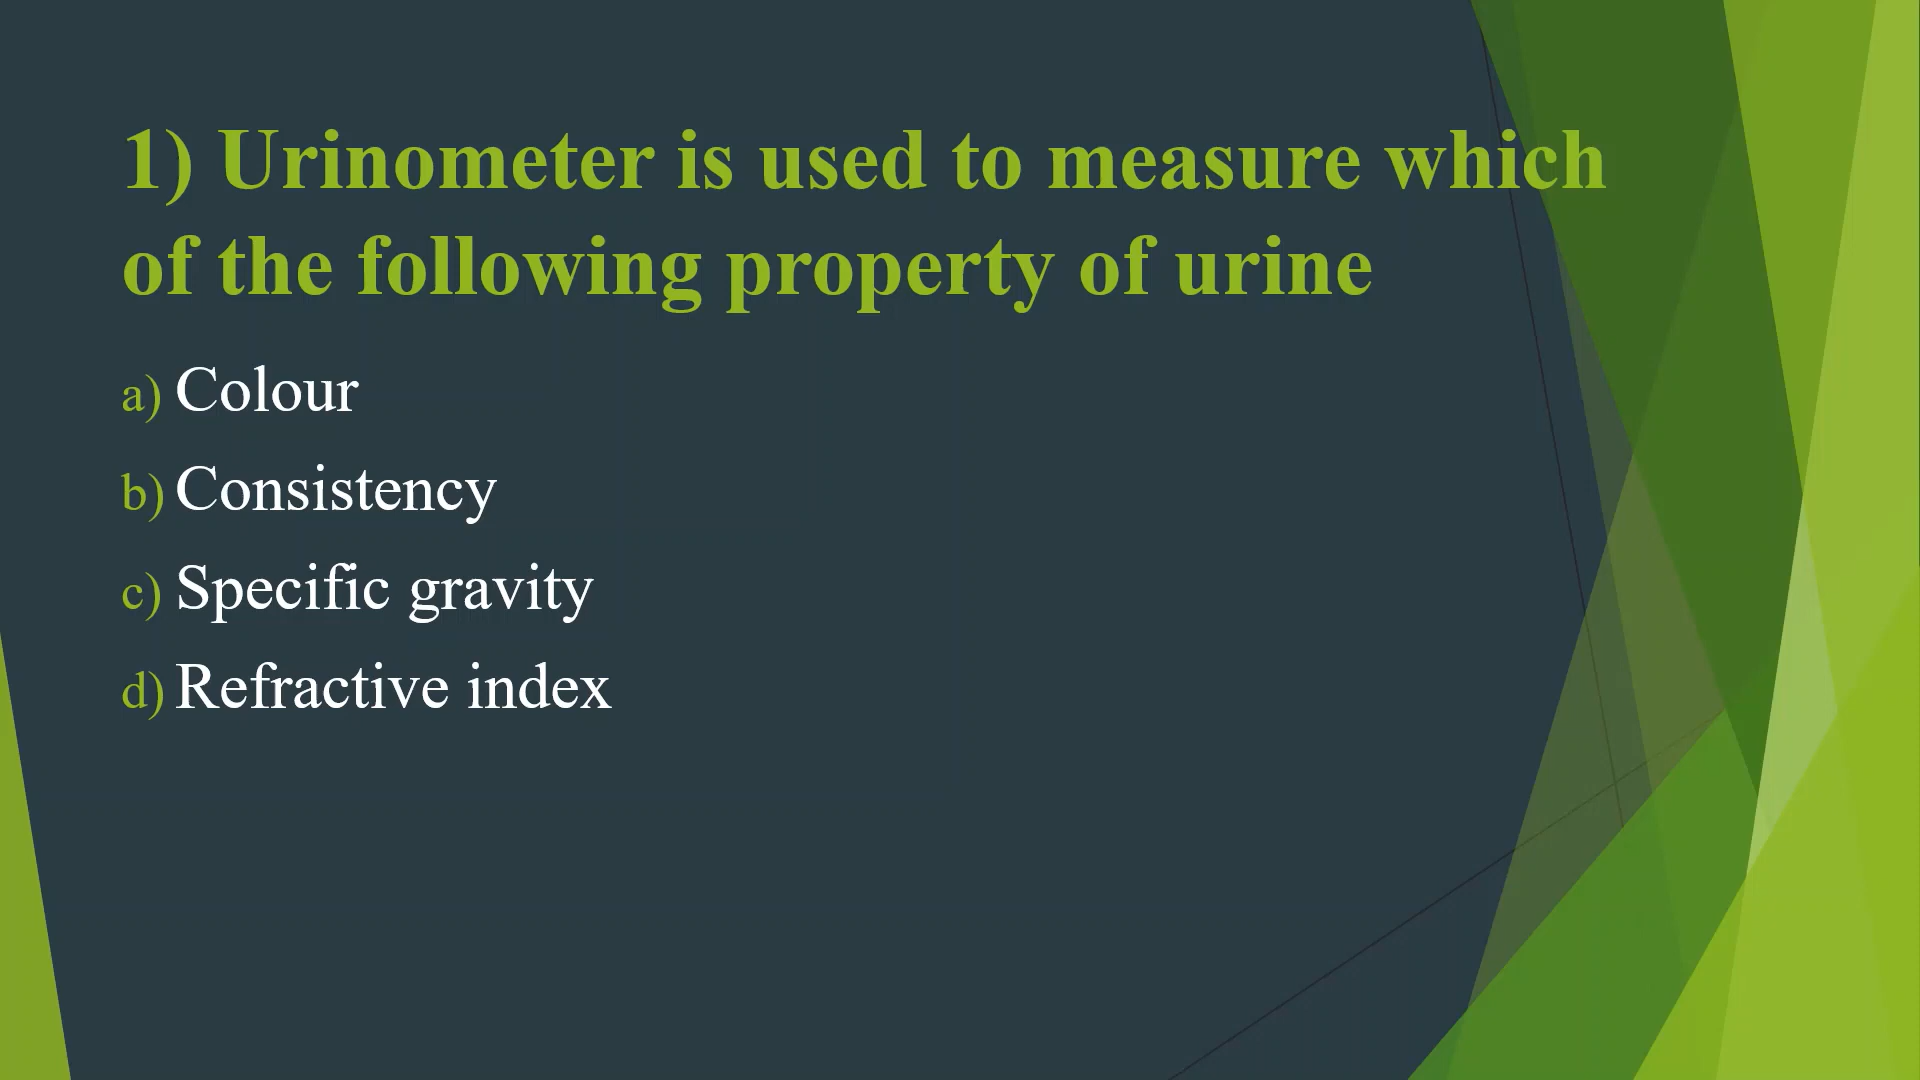 1) Urinometer is used to measure which
of the following property of urine
a) Colour
b) Consistency
c) Specific gravity
d) Refractive index